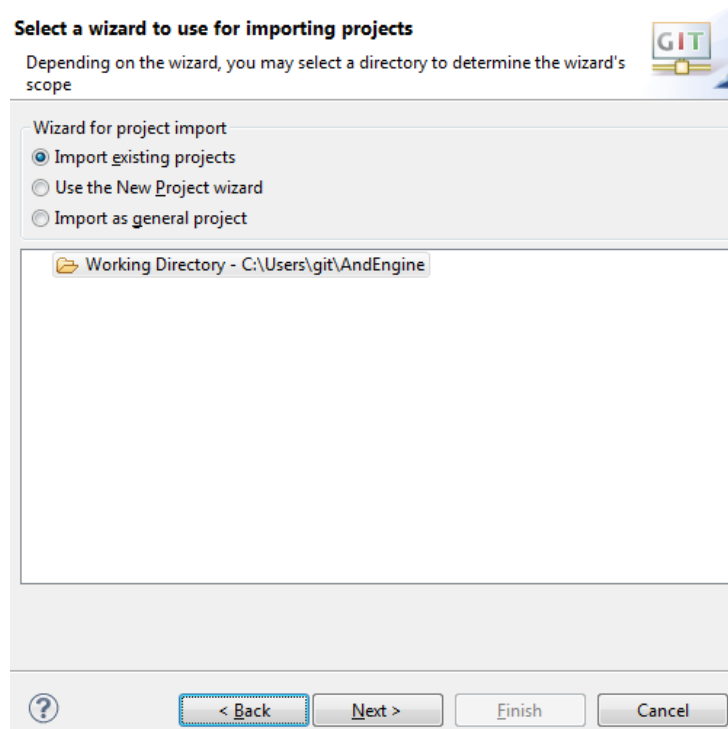 Select a wizard to use for importing projects
GIT
Depending on the wizard, you may select a directory to determine the wizard's
scope
Wizard for project import
Import existing projects
Use the New Project wizard
Import as general project
Working Directory - C:\Users\git\AndEngine
?
< Back
Next >
Finish
Cancel